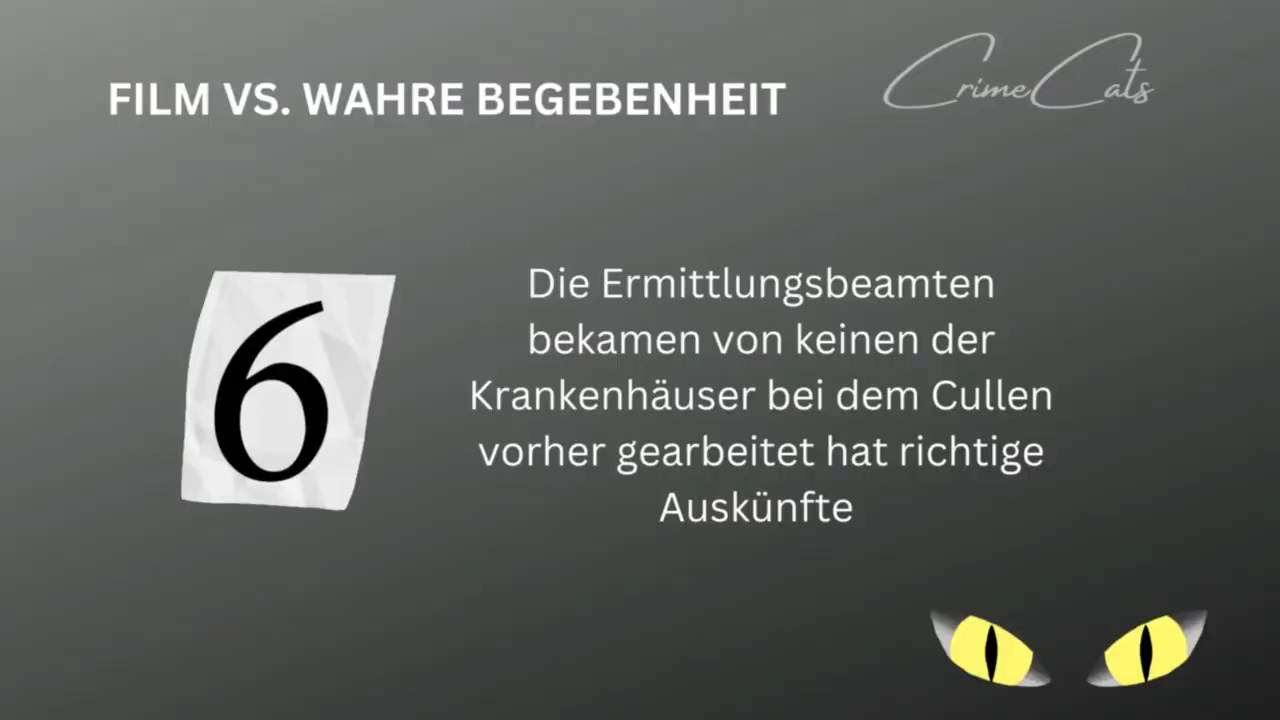 FILM VS. WAHRE BEGEBENHEIT
CrimeCats
6
Die Ermittlungsbeamten
bekamen von keinen der
Krankenhäuser bei dem Cullen
vorher gearbeitet hat richtige
Auskünfte